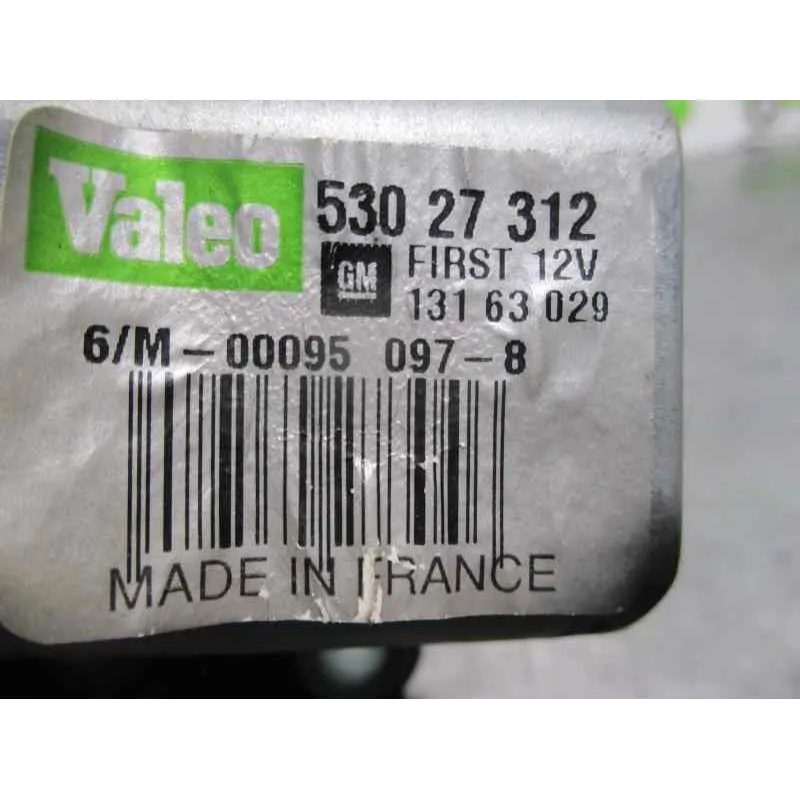 Valeo 530 27 312
GM FIRST 12V
131 63 029
6/M-00095 097-8
MADE IN FRANCE